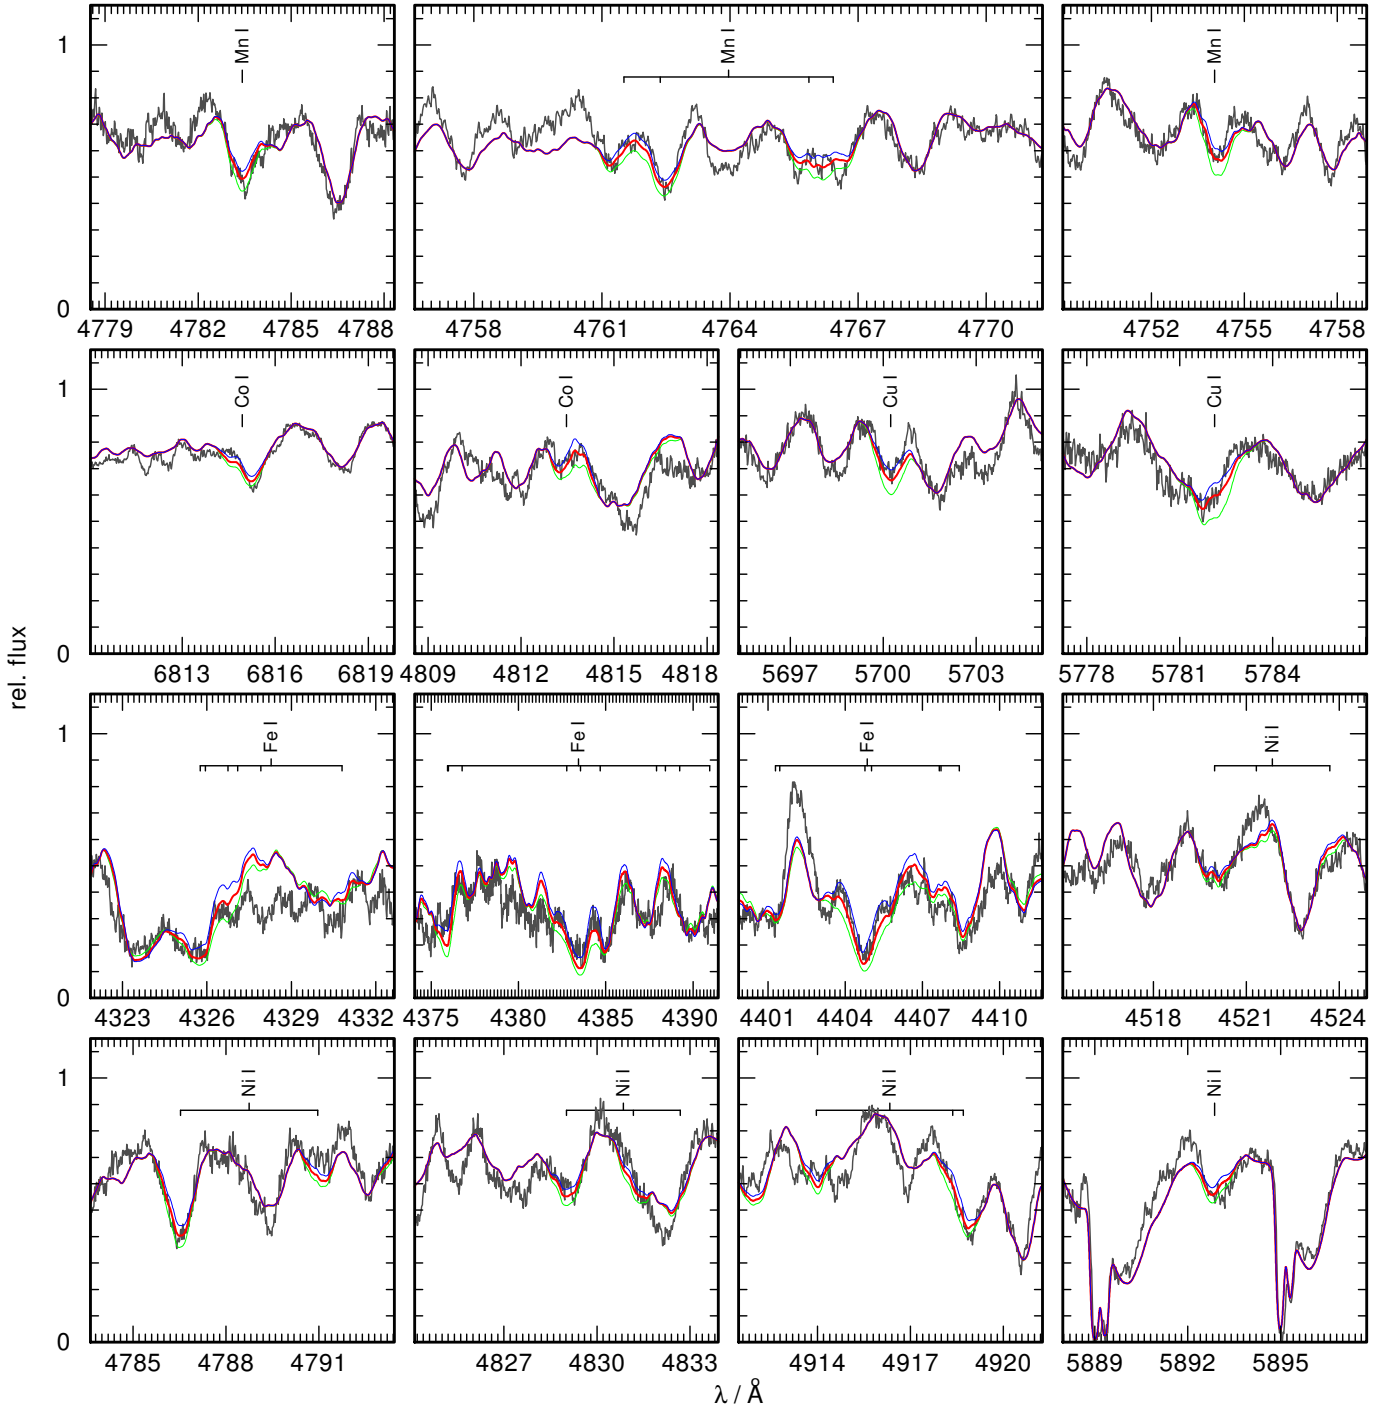 Mn I Mn I Mn I
1
0
4779 4782 4785 4788 4758 4761 4764 4767 4770 4752 4755 4758
Co I Co I Cu I Cu I
1
0
6813 6816 6819 4809 4812 4815 4818 5697 5700 5703 5778 5781 5784
rel. flux
Fe I Fe I Fe I Ni I
1
0
4323 4326 4329 4332 4375 4380 4385 4390 4401 4404 4407 4410 4518 4521 4524
Ni I Ni I Ni I Ni I
1
0
4785 4788 4791 4827 4830 4833 4914 4917 4920 5889 5892 5895
λ / Å